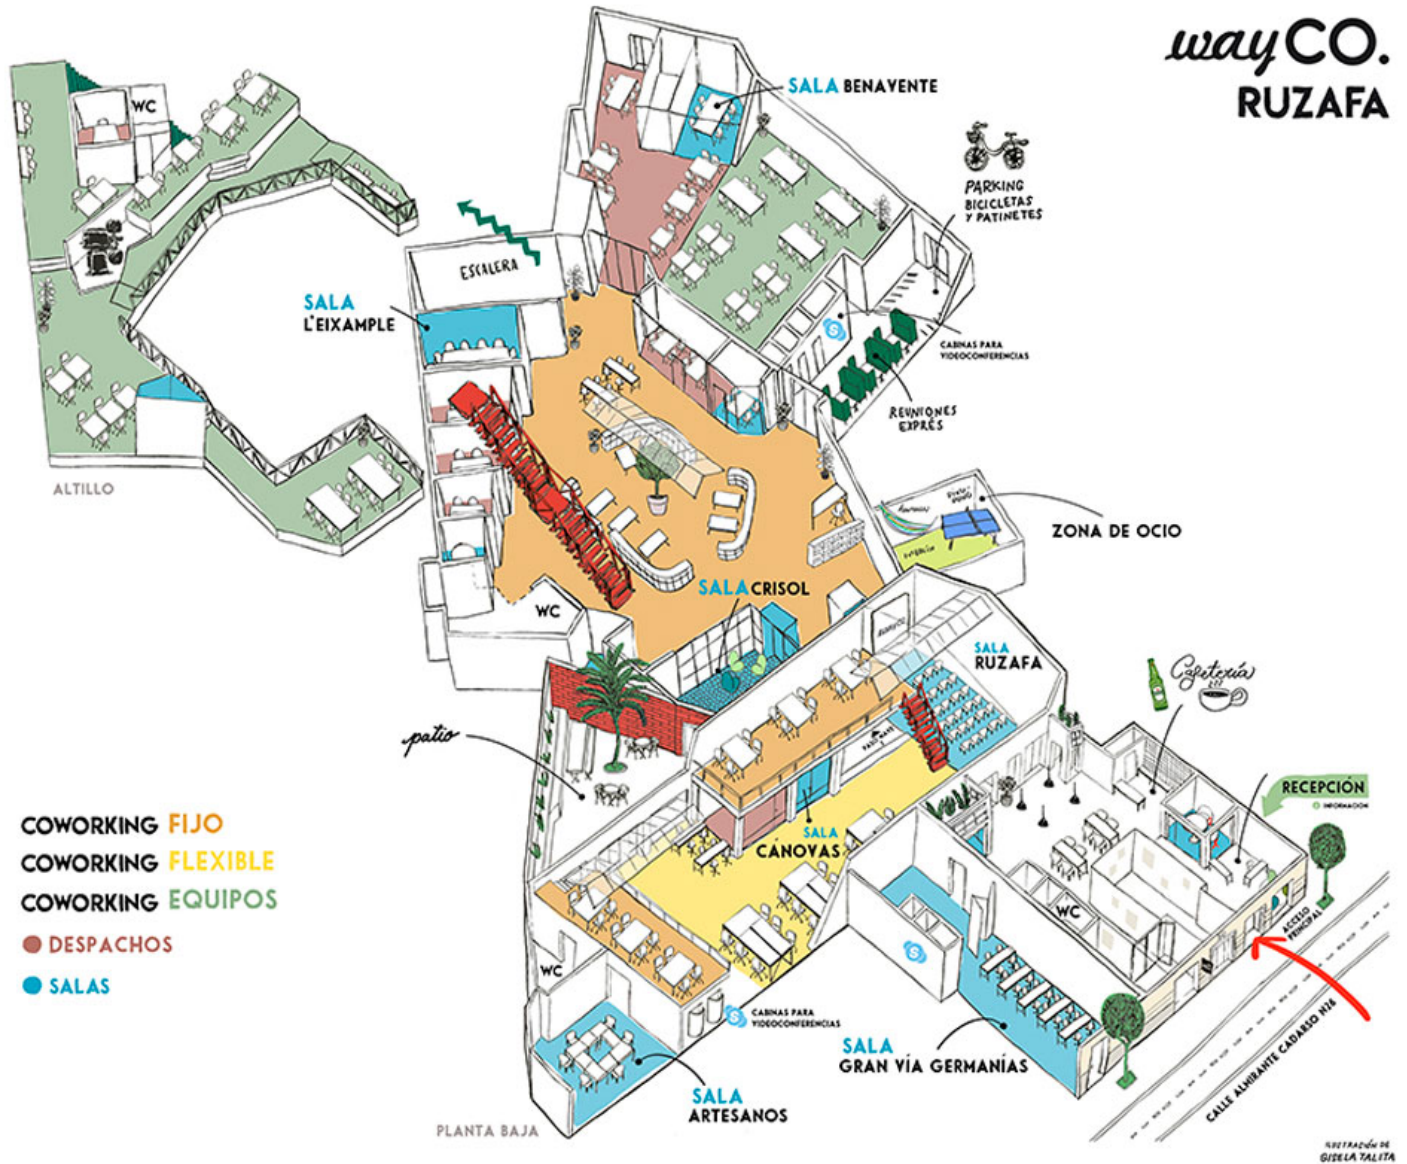 wayCO.
RUZAFA
SALA BENAVENTE
WC
PARKING
BICICLETAS
Y PATINETES
ESCALERA
SALA
L'EIXAMPLE
CABINAS PARA
VIDEOCONFERENCIAS
REUNIONES
EXPRÉS
ALTILLO
ZONA DE OCIO
SALA CRISOL
WC
SALA
RUZAFA
Cafetería
patio
RECEPCIÓN
INFORMACIÓN
COWORKING FIJO
COWORKING FLEXIBLE
COWORKING EQUIPOS
DESPACHOS
SALAS
SALA
CÁNOVAS
WC
ACCESO
PRINCIPAL
WC
CABINAS PARA
VIDEOCONFERENCIAS
SALA
GRAN VÍA GERMANÍAS
CALLE ALMIRANTE CADARSO N26
SALA
ARTESANOS
PLANTA BAJA
ILUSTRACIÓN DE
GISELA TALITA